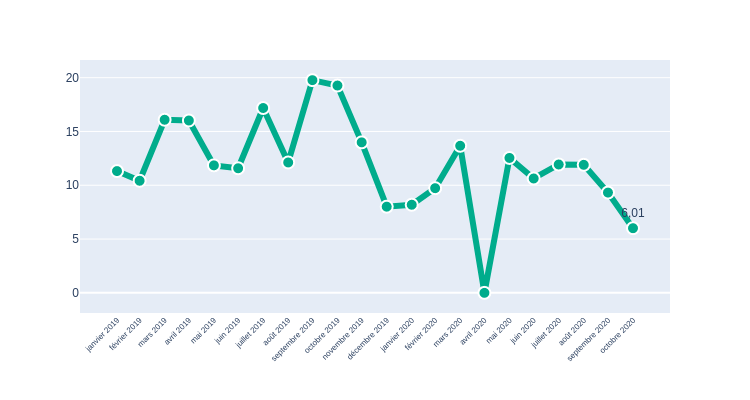 20
15
10
5
0
6,01
janvier 2019
février 2019
mars 2019
avril 2019
mai 2019
juin 2019
juillet 2019
août 2019
septembre 2019
octobre 2019
novembre 2019
décembre 2019
janvier 2020
février 2020
mars 2020
avril 2020
mai 2020
juin 2020
juillet 2020
août 2020
septembre 2020
octobre 2020